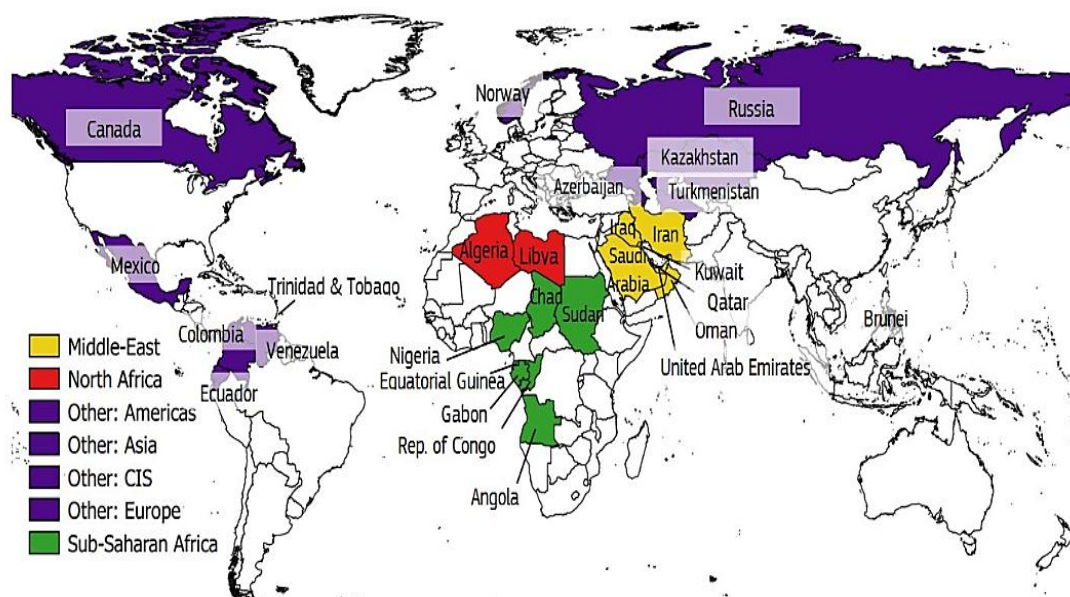 Norway
Canada
Russia
Kazakhstan
Azerbaijan
Turkmenistan
Iraq
Iran
Algeria
Libya
Saudi
Arabia
Kuwait
Qatar
Oman
United Arab Emirates
Mexico
Trinidad & Tobago
Chad
Sudan
Brunei
Colombia
Venezuela
Ecuador
Nigeria
Equatorial Guinea
Gabon
Rep. of Congo
Angola
Middle-East
North Africa
Other: Americas
Other: Asia
Other: CIS
Other: Europe
Sub-Saharan Africa